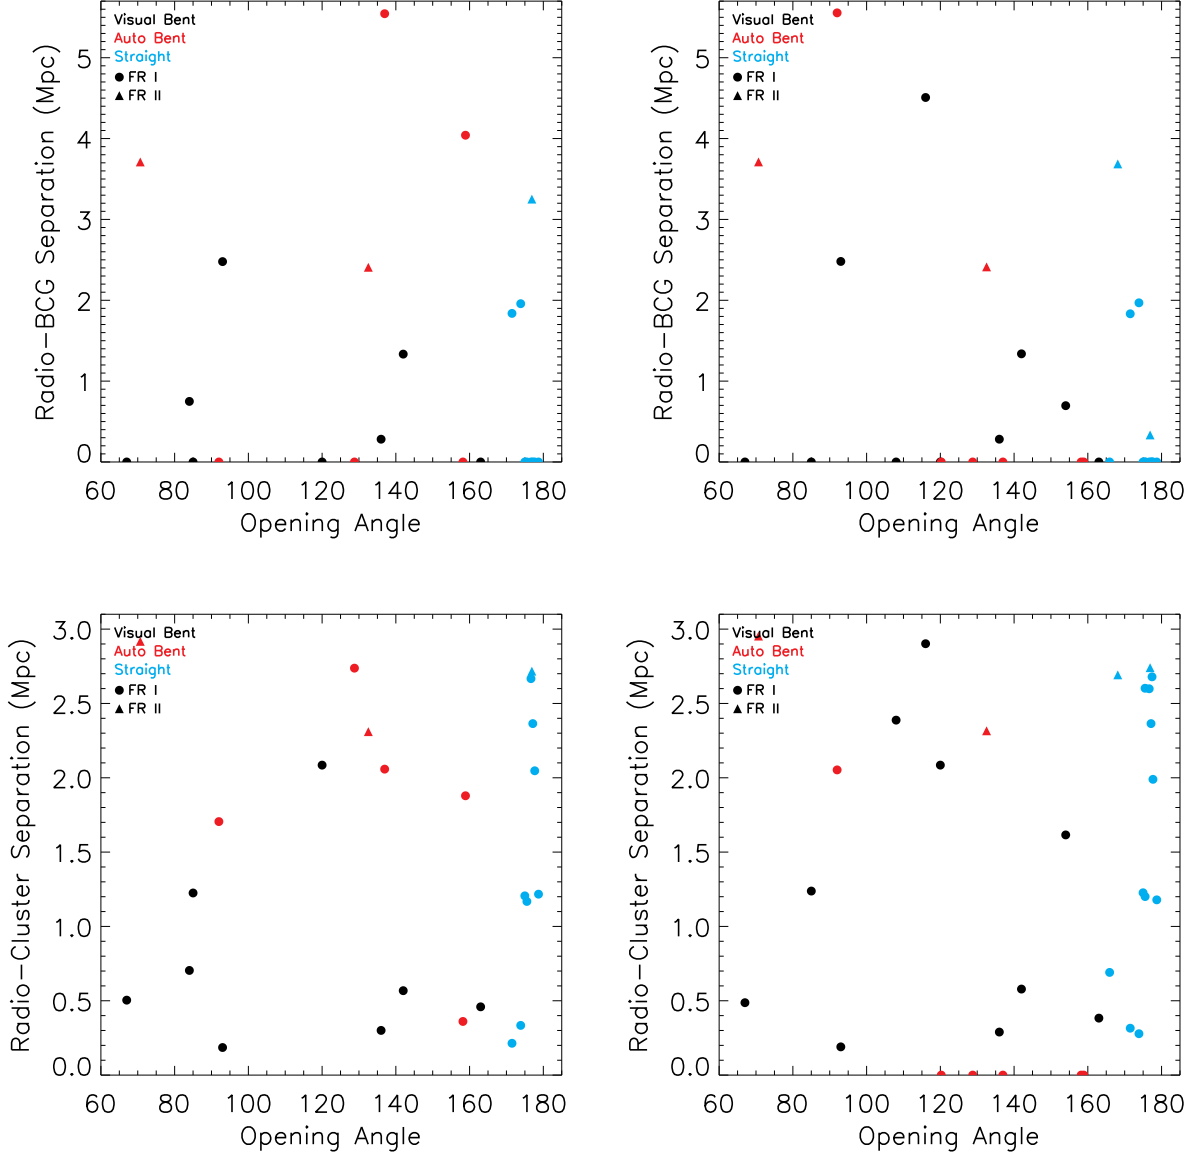 Visual Bent
Auto Bent
Straight
FR I
FR II
Radio-BCG Separation (Mpc)
5
4
3
2
1
0
60 80 100 120 140 160 180
Opening Angle
Visual Bent
Auto Bent
Straight
FR I
FR II
Radio-BCG Separation (Mpc)
5
4
3
2
1
0
60 80 100 120 140 160 180
Opening Angle
Visual Bent
Auto Bent
Straight
FR I
FR II
Radio-Cluster Separation (Mpc)
3.0
2.5
2.0
1.5
1.0
0.5
0.0
60 80 100 120 140 160 180
Opening Angle
Visual Bent
Auto Bent
Straight
FR I
FR II
Radio-Cluster Separation (Mpc)
3.0
2.5
2.0
1.5
1.0
0.5
0.0
60 80 100 120 140 160 180
Opening Angle